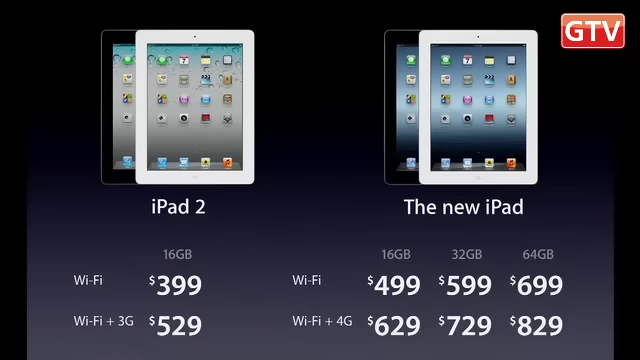 GTV
iPad 2
The new iPad
16GB
Wi-Fi $399
Wi-Fi + 3G $529
16GB 32GB 64GB
Wi-Fi $499 $599 $699
Wi-Fi + 4G $629 $729 $829